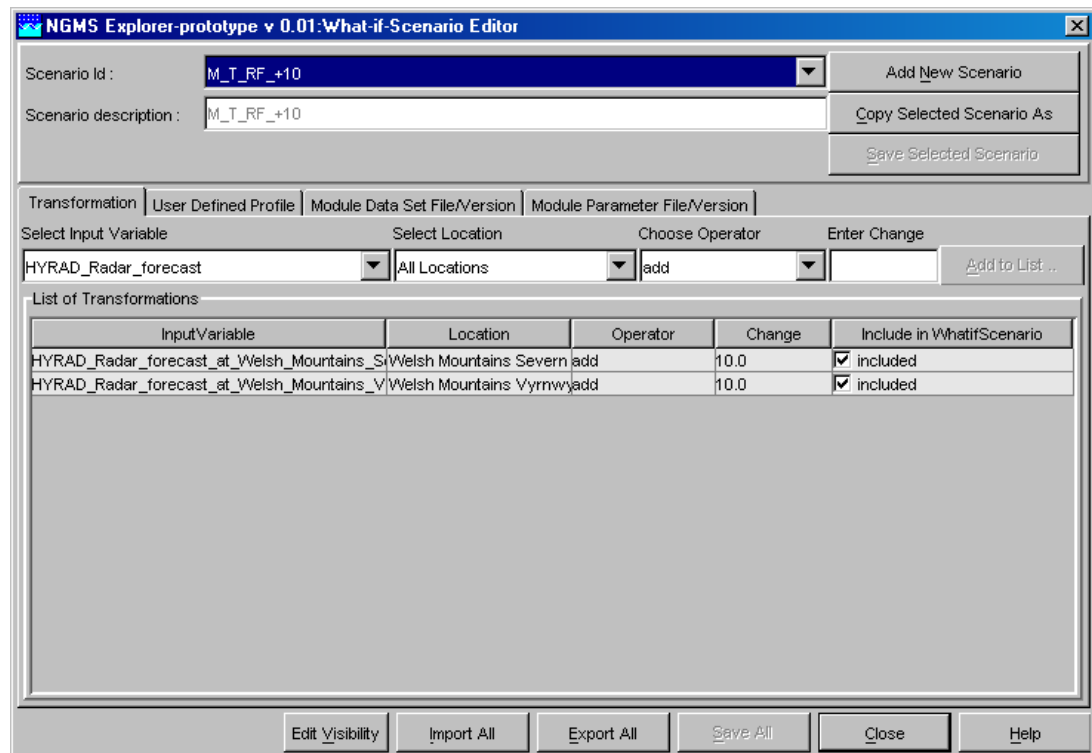 NGMS Explorer-prototype v 0.01:What-if-Scenario Editor
Scenario Id : M_T_RF_+10 Add New Scenario
Scenario description : M_T_RF_+10 Copy Selected Scenario As
Save Selected Scenario
Transformation User Defined Profile Module Data Set File/Version Module Parameter File/Version
Select Input Variable Select Location Choose Operator Enter Change
HYRAD_Radar_forecast All Locations add Add to List ..
List of Transformations
InputVariable Location Operator Change Include in WhatifScenario
HYRAD_Radar_forecast_at_Welsh_Mountains_S Welsh Mountains Severn add 10.0 included
HYRAD_Radar_forecast_at_Welsh_Mountains_V Welsh Mountains Vyrnwy add 10.0 included
Edit Visibility Import All Export All Save All Close Help